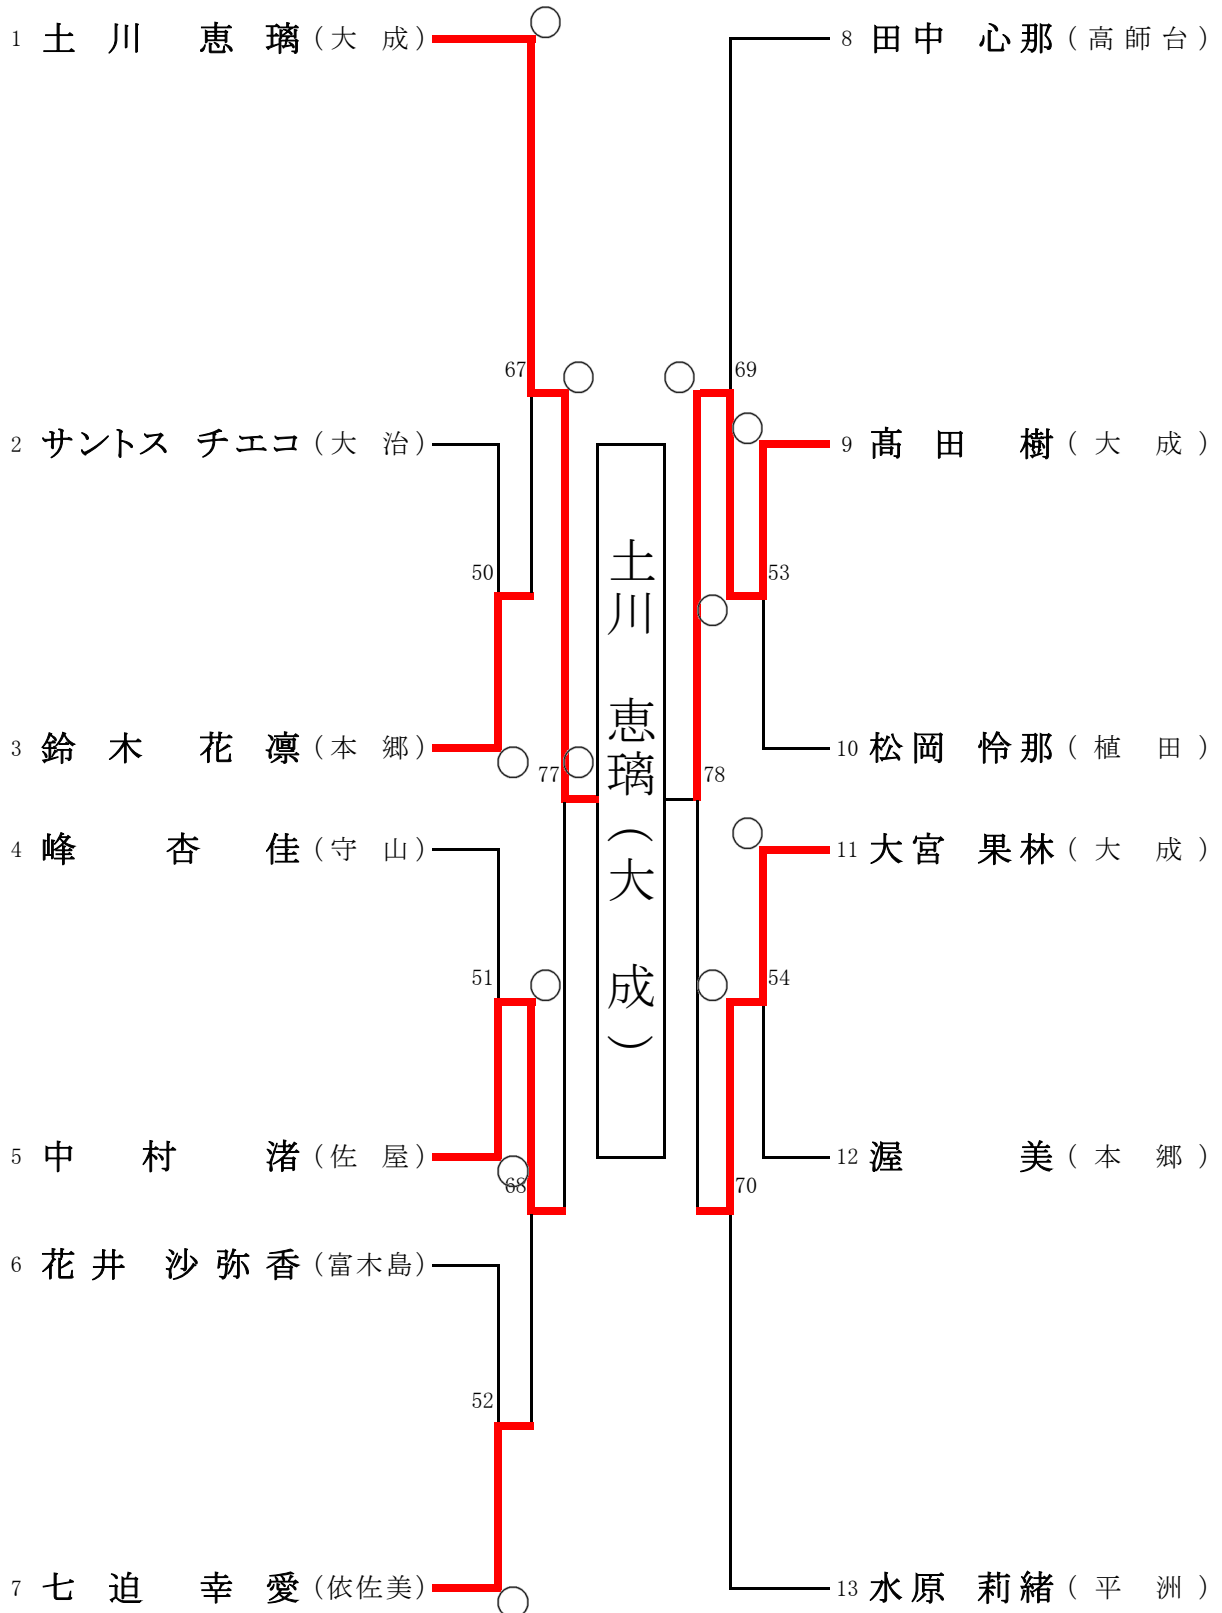 1 土川 恵璃 (大 成)
67
2 サントス チエコ (大 治)
50
3 鈴木 花凛 (本 郷)
77
4 峰 杏佳 (守 山)
51
5 中村 渚 (佐 屋)
68
6 花井 沙弥香 (富木島)
52
7 七迫 幸愛 (依佐美)
土川 恵璃(大 成)
8 田中 心那 (高師台)
69
9 髙田 樹 (大 成)
53
10 松岡 怜那 (植 田)
78
11 大宮 果林 (大 成)
54
12 渥 美 (本 郷)
70
13 水原 莉緒 (平 洲)